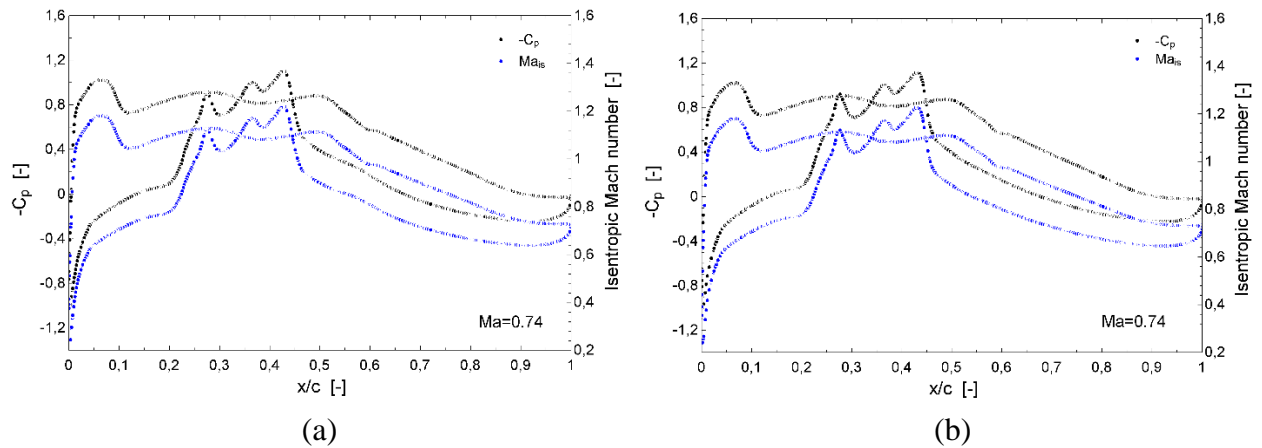 1,6
1,2
0,8
0,4
0
-0,4
-0,8
-1,2
-Cp [-]
1,6
1,4
1,2
1
0,8
0,6
0,4
0,2
Isentropic Mach number [-]
-Cp
Mais
Ma=0.74
0 0,1 0,2 0,3 0,4 0,5 0,6 0,7 0,8 0,9 1
x/c [-]
(a)
1,6
1,2
0,8
0,4
0
-0,4
-0,8
-1,2
-Cp [-]
1,6
1,4
1,2
1
0,8
0,6
0,4
0,2
Isentropic Mach number [-]
-Cp
Mais
Ma=0.74
0 0,1 0,2 0,3 0,4 0,5 0,6 0,7 0,8 0,9 1
x/c [-]
(b)